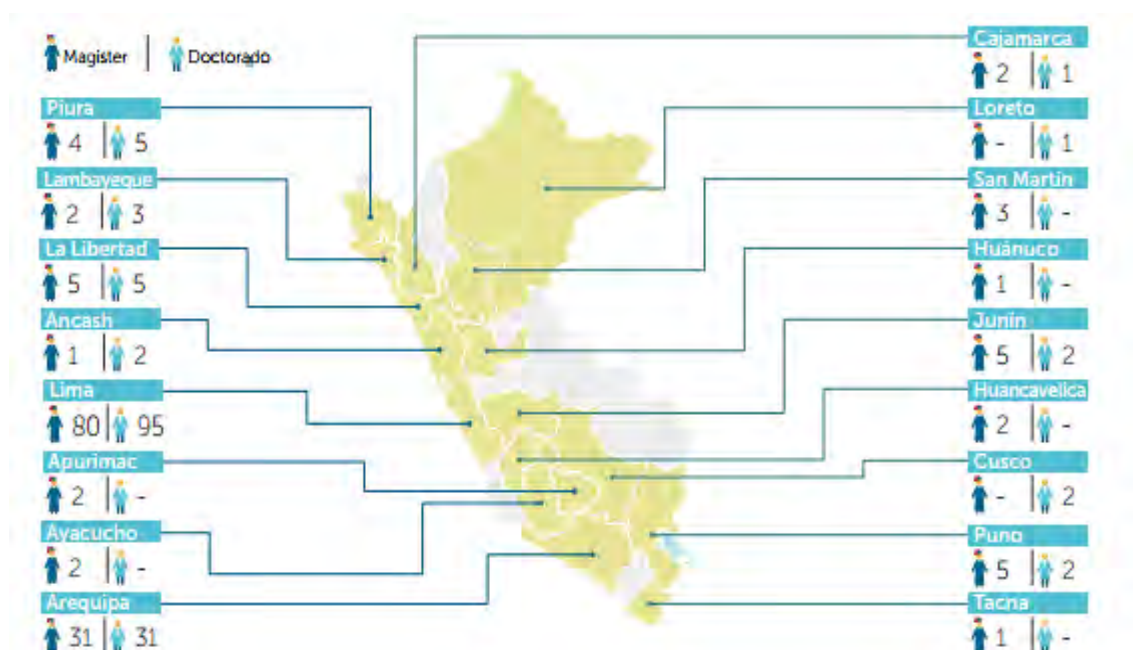 Magister | Doctorado
Piura
4 | 5
Lambayeque
2 | 3
La Libertad
5 | 5
Ancash
1 | 2
Lima
80 | 95
Apurimac
2 | -
Ayacucho
2 | -
Arequipa
31 | 31
Cajamarca
2 | 1
Loreto
- | 1
San Martín
3 | -
Huánuco
1 | -
Junín
5 | 2
Huancavelica
2 | -
Cusco
- | 2
Puno
5 | 2
Tacna
1 | -